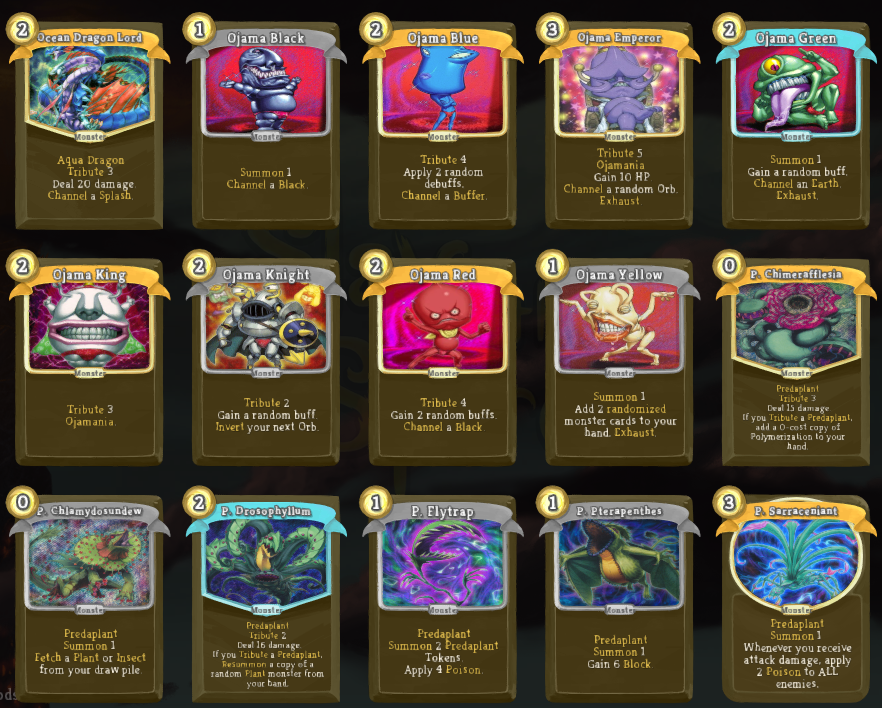 2
Ocean Dragon Lord
Monster
Aqua Dragon
Tribute 3
Deal 20 damage.
Channel a Splash.
1
Ojama Black
Monster
Summon 1
Channel a Black.
2
Ojama Blue
Monster
Tribute 4
Apply 2 random
debuffs.
Channel a Buffer.
3
Ojama Emperor
Monster
Tribute 5
Ojamania
Gain 10 HP.
Channel a random Orb.
Exhaust.
2
Ojama Green
Monster
Summon 1
Gain a random buff.
Channel an Earth.
Exhaust.
2
Ojama King
Monster
Tribute 3
Ojamania.
2
Ojama Knight
Monster
Tribute 2
Gain a random buff.
Invert your next Orb.
2
Ojama Red
Monster
Tribute 4
Gain 2 random buffs.
Channel a Black
1
Ojama Yellow
Monster
Summon 1
Add 2 randomized
monster cards to your
hand. Exhaust.
0
P. Chimerafflesia
Monster
Predaplant
Tribute 3
Deal 15 damage
If you Tribute a Predaplant,
add a 0-cost copy of
Polymerization to your
hand.
0
P. Chlamydosundew
Monster
Predaplant
Summon 1
Fetch a Plant or Insect
from your draw pile.
2
P. Drosophyllum
Monster
Predaplant
Tribute 2
Deal 16 damage.
If you Tribute a Predaplant,
Resummon a copy of a
random Plant monster from
your hand.
1
P. Flytrap
Monster
Predaplant
Summon 2 Predaplant
Tokens.
Apply 4 Poison.
1
P. Pterapenthes
Monster
Predaplant
Summon 1
Gain 6 Block
3
P. Sarraceniant
Monster
Predaplant
Summon 1
Whenever you receive
attack damage, apply
2 Poison to ALL
enemies.
ods